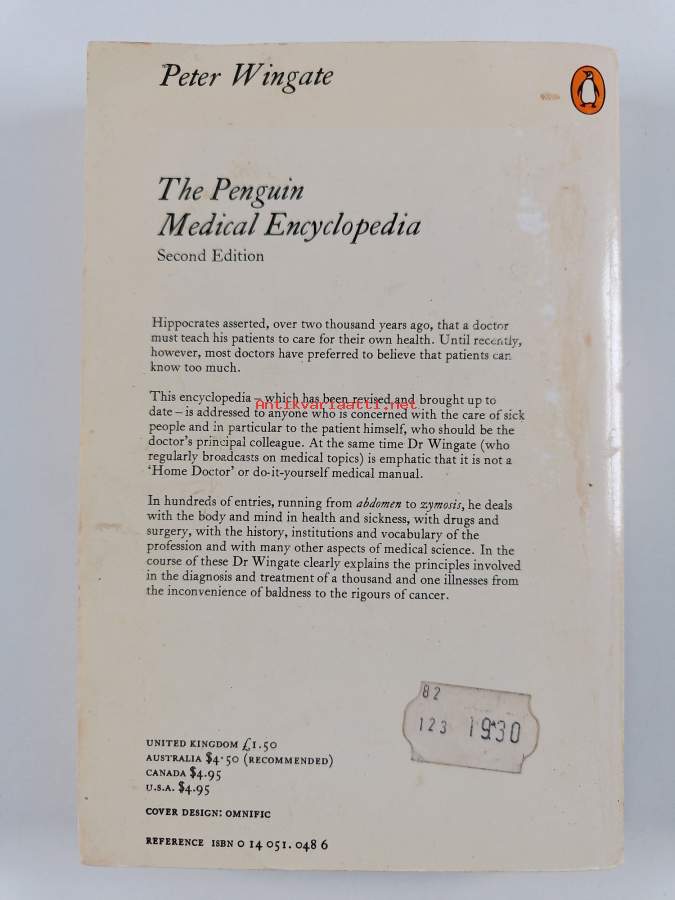 Peter Wingate
The Penguin
Medical Encyclopedia
Second Edition
Hippocrates asserted, over two thousand years ago, that a doctor
must teach his patients to care for their own health. Until recently,
however, most doctors have preferred to believe that patients can
know too much.
This encyclopedia – which has been revised and brought up to
Antikvariaatti.net
date – is addressed to anyone who is concerned with the care of sick
people and in particular to the patient himself, who should be the
doctor's principal colleague. At the same time Dr Wingate (who
regularly broadcasts on medical topics) is emphatic that it is not a
'Home Doctor' or do-it-yourself medical manual.
In hundreds of entries, running from abdomen to zymosis, he deals
with the body and mind in health and sickness, with drugs and
surgery, with the history, institutions and vocabulary of the
profession and with many other aspects of medical science. In the
course of these Dr Wingate clearly explains the principles involved
in the diagnosis and treatment of a thousand and one illnesses from
the inconvenience of baldness to the rigours of cancer.
82
123 19.30
UNITED KINGDOM £1.50
AUSTRALIA $4.50 (RECOMMENDED)
CANADA $4.95
U.S.A. $4.95
COVER DESIGN: OMNIFIC
REFERENCE ISBN 0 14 051.048 6